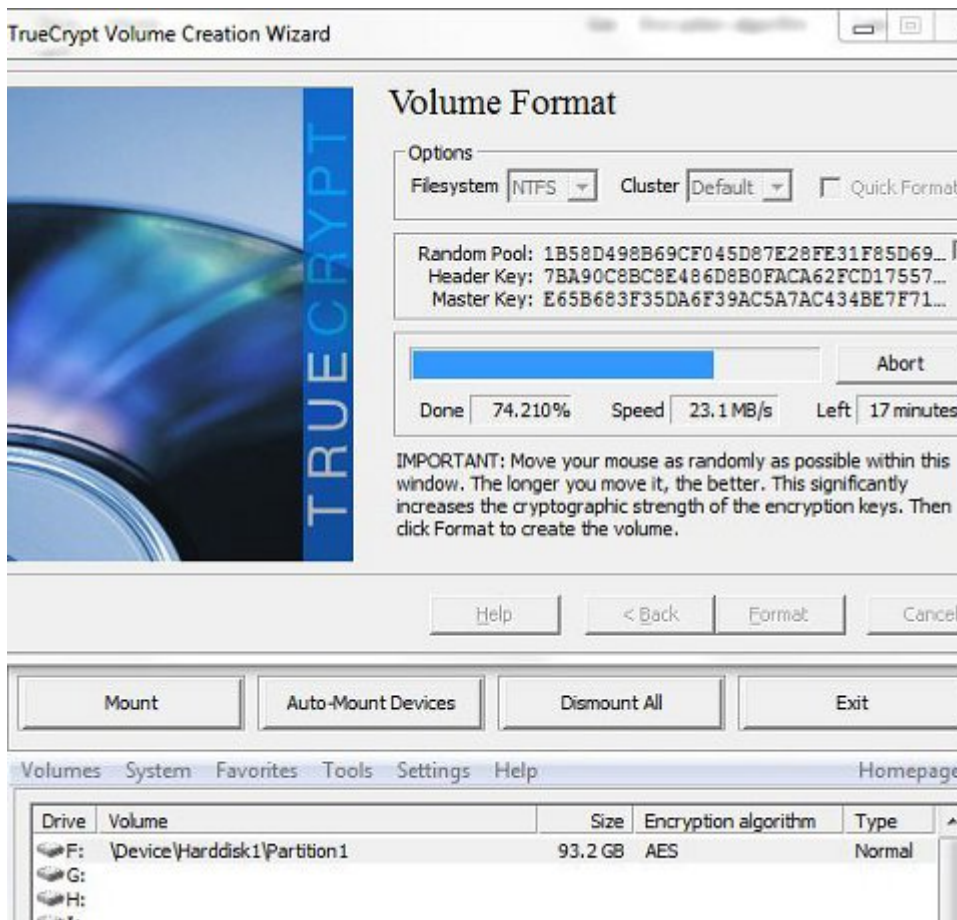 TrueCrypt Volume Creation Wizard
TRUECRYPT
Volume Format
Options
Filesystem NTFS Cluster Default Quick Format
Random Pool: 1B58D498B69CF045D87E28FE31F85D69...
Header Key: 7BA90C8BC8E486D8B0FACA62FCD17557...
Master Key: E65B683F35DA6F39AC5A7AC434BE7F71...
Abort
Done 74.210% Speed 23.1 MB/s Left 17 minutes
IMPORTANT: Move your mouse as randomly as possible within this
window. The longer you move it, the better. This significantly
increases the cryptographic strength of the encryption keys. Then
click Format to create the volume.
Help < Back Format Cancel
Mount Auto-Mount Devices Dismount All Exit
Volumes System Favorites Tools Settings Help Homepage
Drive Volume Size Encryption algorithm Type
F: \Device\Harddisk1\Partition1 93.2 GB AES Normal
G:
H: